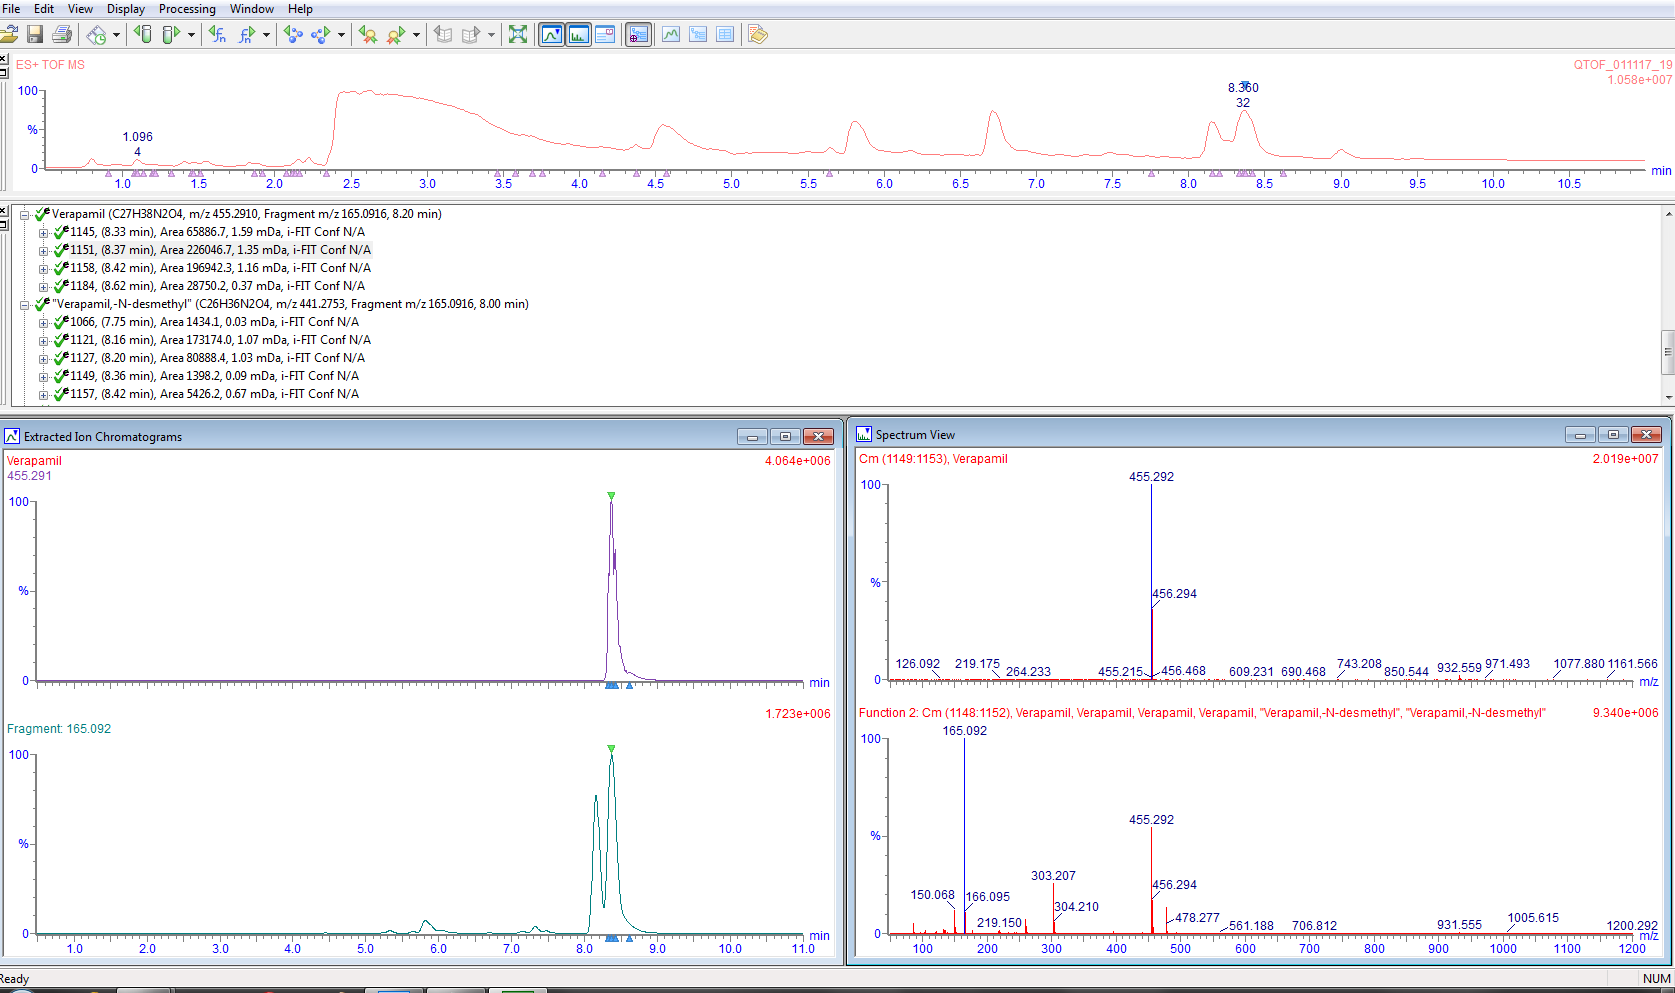 File Edit View Display Processing Window Help
ES+ TOF MS
QTOF_011117_19
1.058e+007
100
%
0
1.096
4
8.360
32
1.0 1.5 2.0 2.5 3.0 3.5 4.0 4.5 5.0 5.5 6.0 6.5 7.0 7.5 8.0 8.5 9.0 9.5 10.0 10.5
min
Verapamil (C27H38N2O4, m/z 455.2910, Fragment m/z 165.0916, 8.20 min)
1145, (8.33 min), Area 65886.7, 1.59 mDa, i-FIT Conf N/A
1151, (8.37 min), Area 226046.7, 1.35 mDa, i-FIT Conf N/A
1158, (8.42 min), Area 196942.3, 1.16 mDa, i-FIT Conf N/A
1184, (8.62 min), Area 28750.2, 0.37 mDa, i-FIT Conf N/A
"Verapamil,-N-desmethyl" (C26H36N2O4, m/z 441.2753, Fragment m/z 165.0916, 8.00 min)
1066, (7.75 min), Area 1434.1, 0.03 mDa, i-FIT Conf N/A
1121, (8.16 min), Area 173174.0, 1.07 mDa, i-FIT Conf N/A
1127, (8.20 min), Area 80888.4, 1.03 mDa, i-FIT Conf N/A
1149, (8.36 min), Area 1398.2, 0.09 mDa, i-FIT Conf N/A
1157, (8.42 min), Area 5426.2, 0.67 mDa, i-FIT Conf N/A
Extracted Ion Chromatograms
Verapamil
4.064e+006
455.291
100
%
0
min
1.723e+006
Fragment: 165.092
100
%
0
min
1.0 2.0 3.0 4.0 5.0 6.0 7.0 8.0 9.0 10.0 11.0
Spectrum View
Cm (1149:1153), Verapamil
2.019e+007
455.292
100
%
456.294
0
126.092 219.175 264.233 455.215 456.468 609.231 690.468 743.208 850.544 932.559 971.493 1077.880 1161.566
m/z
100 200 300 400 500 600 700 800 900 1000 1100 1200
Function 2: Cm (1148:1152), Verapamil, Verapamil, Verapamil, Verapamil, "Verapamil,-N-desmethyl", "Verapamil,-N-desmethyl"
9.340e+006
165.092
100
%
455.292
303.207
456.294
150.068 166.095
304.210
219.150
478.277
561.188 706.812 931.555 1005.615 1200.292
0
m/z
100 200 300 400 500 600 700 800 900 1000 1100 1200
Ready
NUM